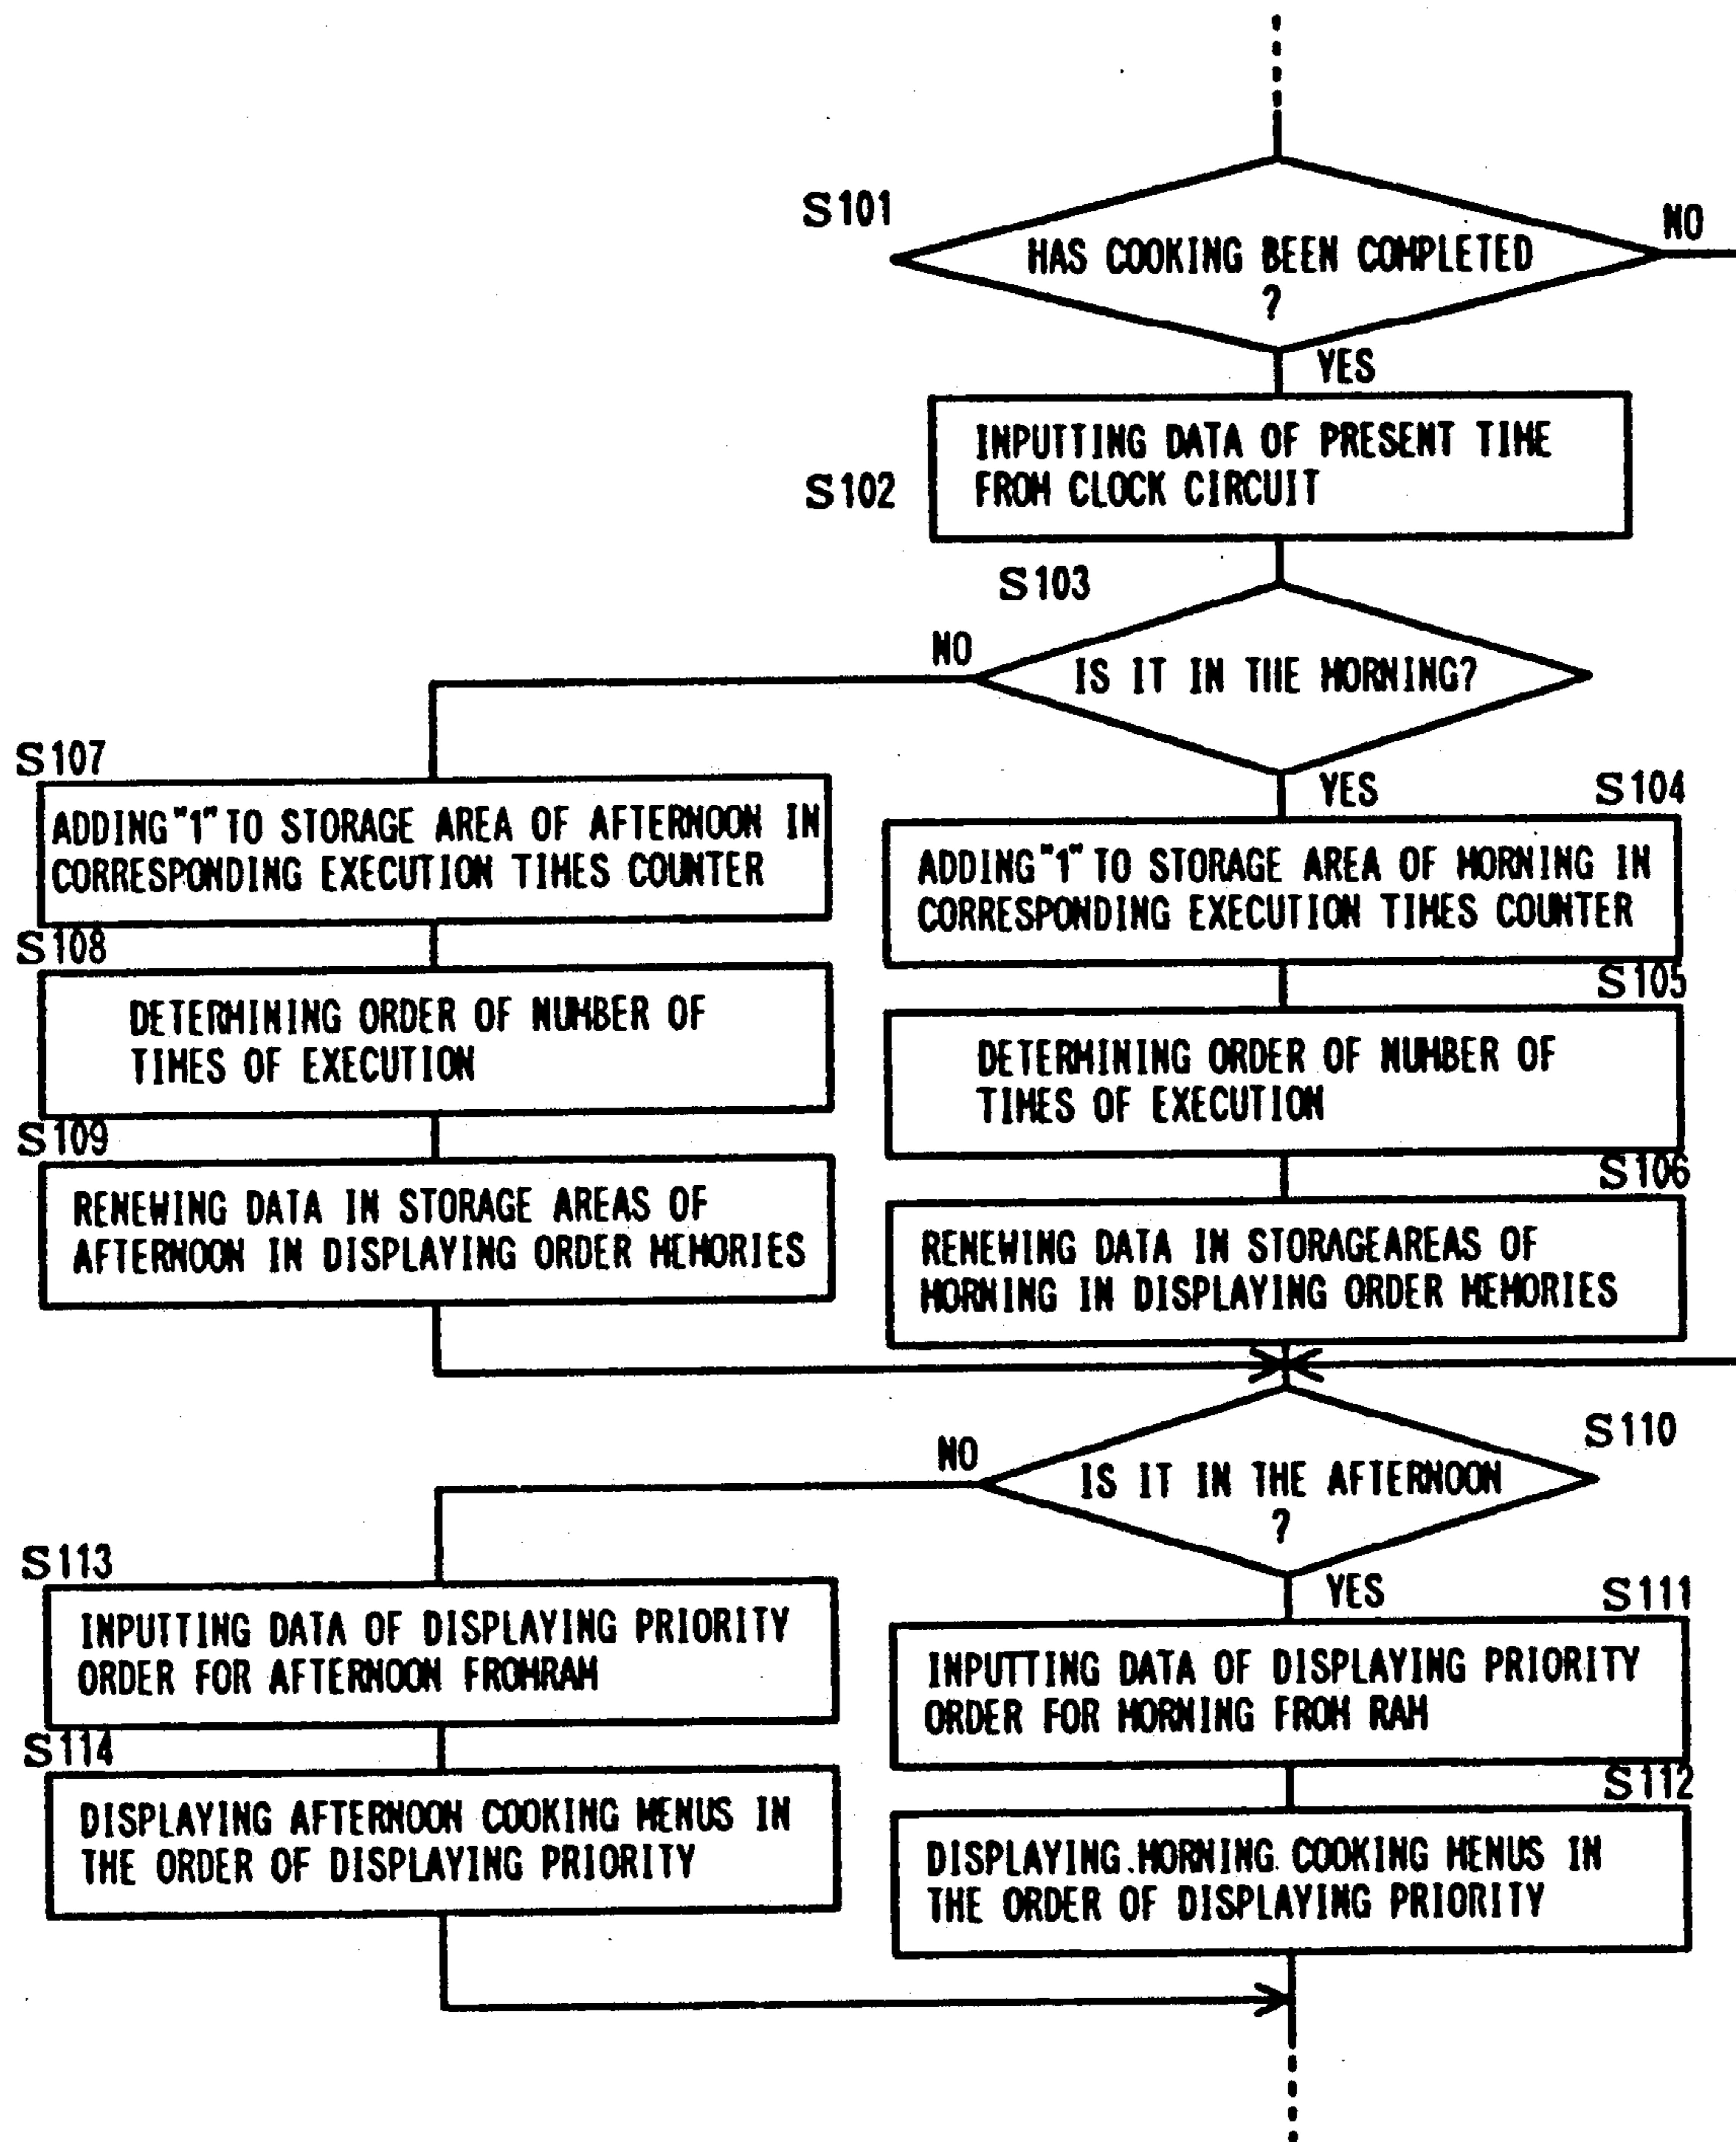 S101
HAS COOKING BEEN COMPLETED
?
NO
YES
S102
INPUTTING DATA OF PRESENT TIME
FROM CLOCK CIRCUIT
S103
IS IT IN THE MORNING?
NO
YES
S107
ADDING "1" TO STORAGE AREA OF AFTERNOON IN
CORRESPONDING EXECUTION TIMES COUNTER
S108
DETERMINING ORDER OF NUMBER OF
TIMES OF EXECUTION
S109
RENEWING DATA IN STORAGE AREAS OF
AFTERNOON IN DISPLAYING ORDER MEMORIES
S104
ADDING "1" TO STORAGE AREA OF MORNING IN
CORRESPONDING EXECUTION TIMES COUNTER
S105
DETERMINING ORDER OF NUMBER OF
TIMES OF EXECUTION
S106
RENEWING DATA IN STORAGEAREAS OF
MORNING IN DISPLAYING ORDER MEMORIES
S110
IS IT IN THE AFTERNOON
?
NO
YES
S113
INPUTTING DATA OF DISPLAYING PRIORITY
ORDER FOR AFTERNOON FROMRAM
S114
DISPLAYING AFTERNOON COOKING MENUS IN
THE ORDER OF DISPLAYING PRIORITY
S111
INPUTTING DATA OF DISPLAYING PRIORITY
ORDER FOR MORNING FROM RAM
S112
DISPLAYING MORNING COOKING MENUS IN
THE ORDER OF DISPLAYING PRIORITY